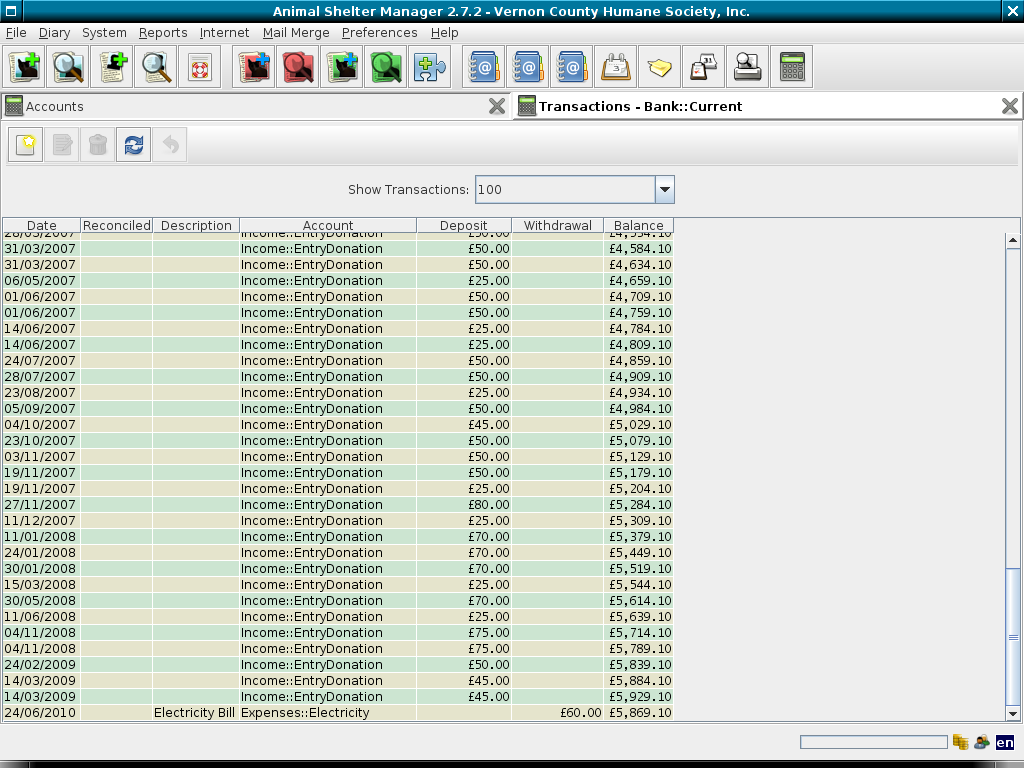 Animal Shelter Manager 2.7.2 - Vernon County Humane Society, Inc.
File Diary System Reports Internet Mail Merge Preferences Help
Accounts Transactions - Bank::Current
Show Transactions: 100
Date Reconciled Description Account Deposit Withdrawal Balance
31/03/2007 Income::EntryDonation £50.00 £4,584.10
31/03/2007 Income::EntryDonation £50.00 £4,634.10
06/05/2007 Income::EntryDonation £25.00 £4,659.10
01/06/2007 Income::EntryDonation £50.00 £4,709.10
01/06/2007 Income::EntryDonation £50.00 £4,759.10
14/06/2007 Income::EntryDonation £25.00 £4,784.10
14/06/2007 Income::EntryDonation £25.00 £4,809.10
24/07/2007 Income::EntryDonation £50.00 £4,859.10
28/07/2007 Income::EntryDonation £50.00 £4,909.10
23/08/2007 Income::EntryDonation £25.00 £4,934.10
05/09/2007 Income::EntryDonation £50.00 £4,984.10
04/10/2007 Income::EntryDonation £45.00 £5,029.10
23/10/2007 Income::EntryDonation £50.00 £5,079.10
03/11/2007 Income::EntryDonation £50.00 £5,129.10
19/11/2007 Income::EntryDonation £50.00 £5,179.10
19/11/2007 Income::EntryDonation £25.00 £5,204.10
27/11/2007 Income::EntryDonation £80.00 £5,284.10
11/12/2007 Income::EntryDonation £25.00 £5,309.10
11/01/2008 Income::EntryDonation £70.00 £5,379.10
24/01/2008 Income::EntryDonation £70.00 £5,449.10
30/01/2008 Income::EntryDonation £70.00 £5,519.10
15/03/2008 Income::EntryDonation £25.00 £5,544.10
30/05/2008 Income::EntryDonation £70.00 £5,614.10
11/06/2008 Income::EntryDonation £25.00 £5,639.10
04/11/2008 Income::EntryDonation £75.00 £5,714.10
04/11/2008 Income::EntryDonation £75.00 £5,789.10
24/02/2009 Income::EntryDonation £50.00 £5,839.10
14/03/2009 Income::EntryDonation £45.00 £5,884.10
14/03/2009 Income::EntryDonation £45.00 £5,929.10
24/06/2010 Electricity Bill Expenses::Electricity £60.00 £5,869.10
en